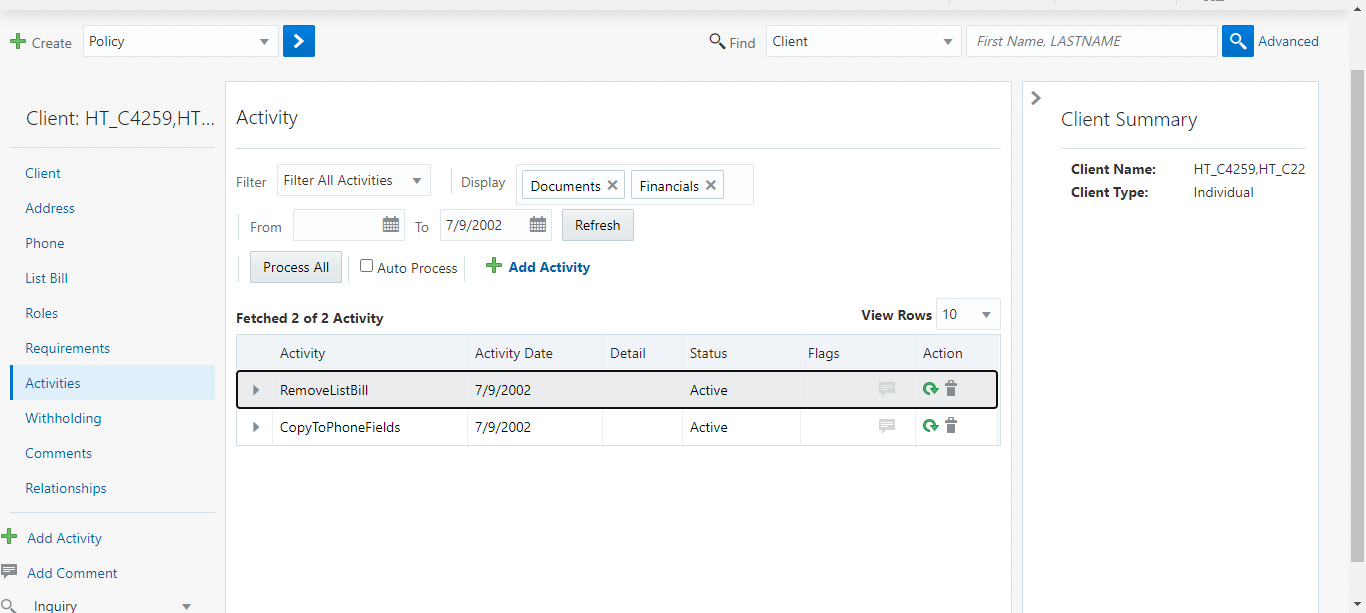 Create Policy Find Client First Name, LASTNAME Advanced
Client: HT_C4259,HT...
Client
Address
Phone
List Bill
Roles
Requirements
Activities
Withholding
Comments
Relationships
Add Activity
Add Comment
Inquiry
Activity
Filter Filter All Activities Display Documents Financials
From To 7/9/2002 Refresh
Process All Auto Process Add Activity
Fetched 2 of 2 Activity View Rows 10
Activity Activity Date Detail Status Flags Action
RemoveListBill 7/9/2002 Active
CopyToPhoneFields 7/9/2002 Active
Client Summary
Client Name: HT_C4259,HT_C22
Client Type: Individual